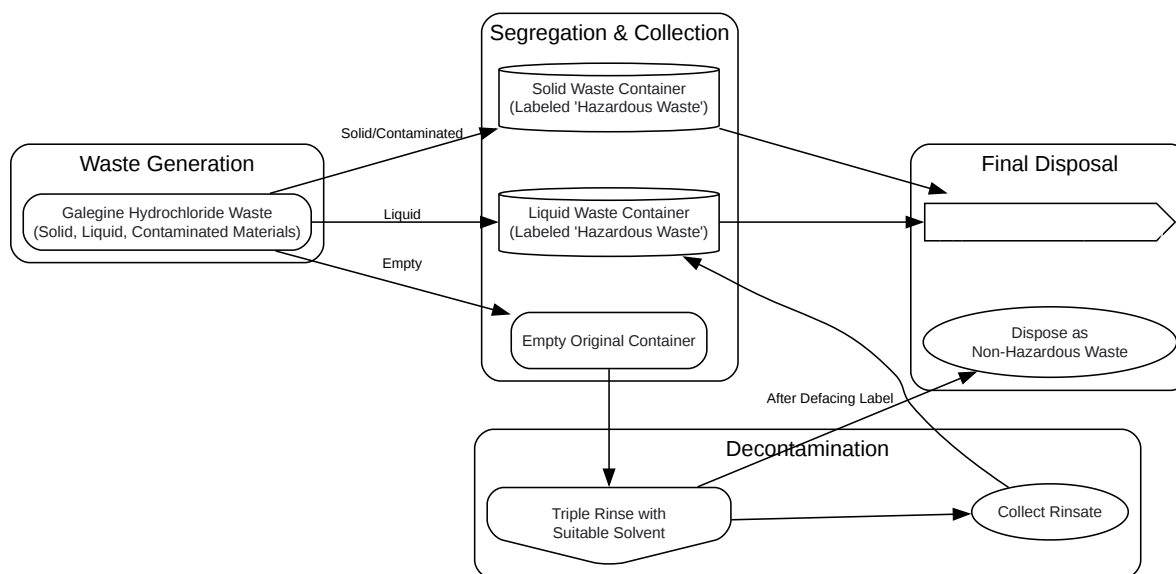 Segregation & Collection
Solid Waste Container
(Labeled 'Hazardous Waste')
Solid/Contaminated
Waste Generation
Final Disposal
Galegine Hydrochloride Waste
(Solid, Liquid, Contaminated Materials)
Liquid
Liquid Waste Container
(Labeled 'Hazardous Waste')
Empty
Empty Original Container
Dispose as
Non-Hazardous Waste
After Defacing Label
Decontamination
Triple Rinse with
Suitable Solvent
Collect Rinsate